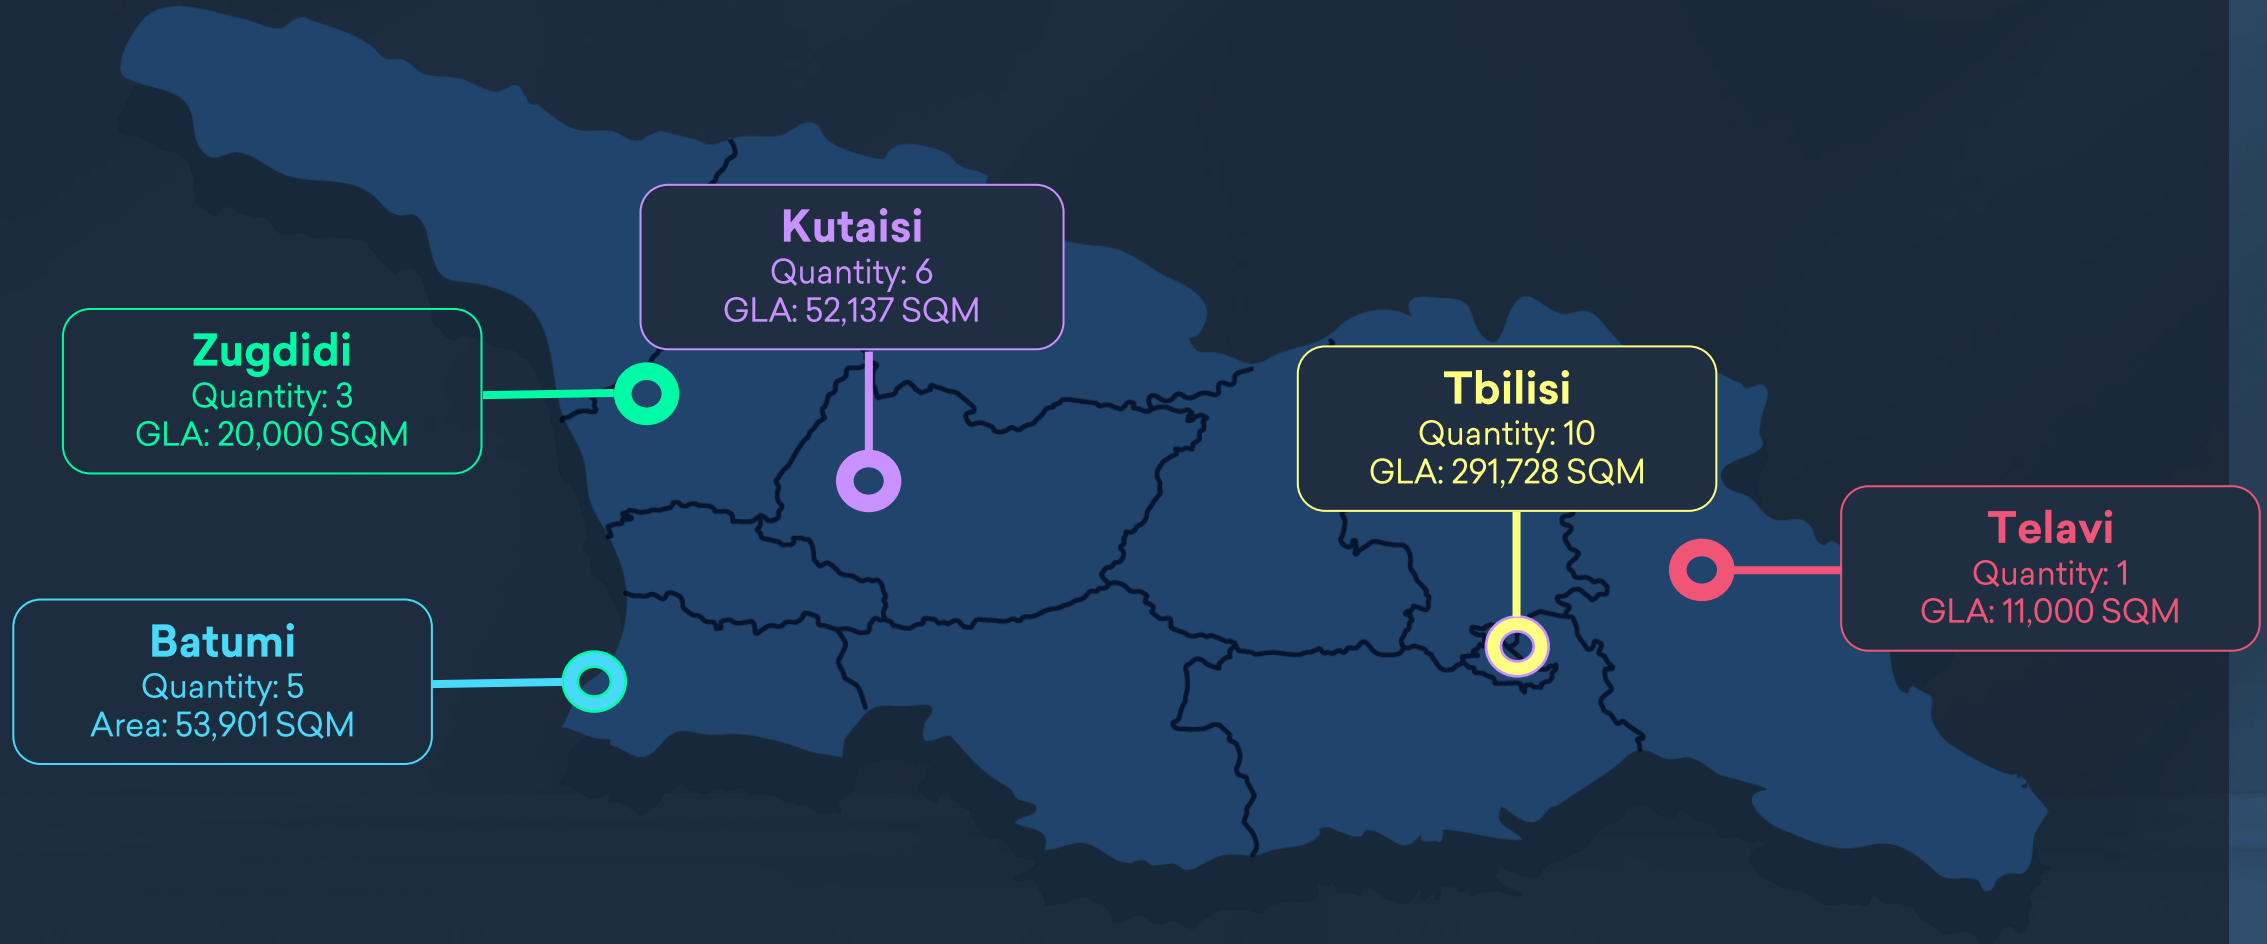 Kutaisi
Quantity: 6
GLA: 52,137 SQM
Zugdidi
Quantity: 3
GLA: 20,000 SQM
Tbilisi
Quantity: 10
GLA: 291,728 SQM
Telavi
Quantity: 1
GLA: 11,000 SQM
Batumi
Quantity: 5
Area: 53,901 SQM